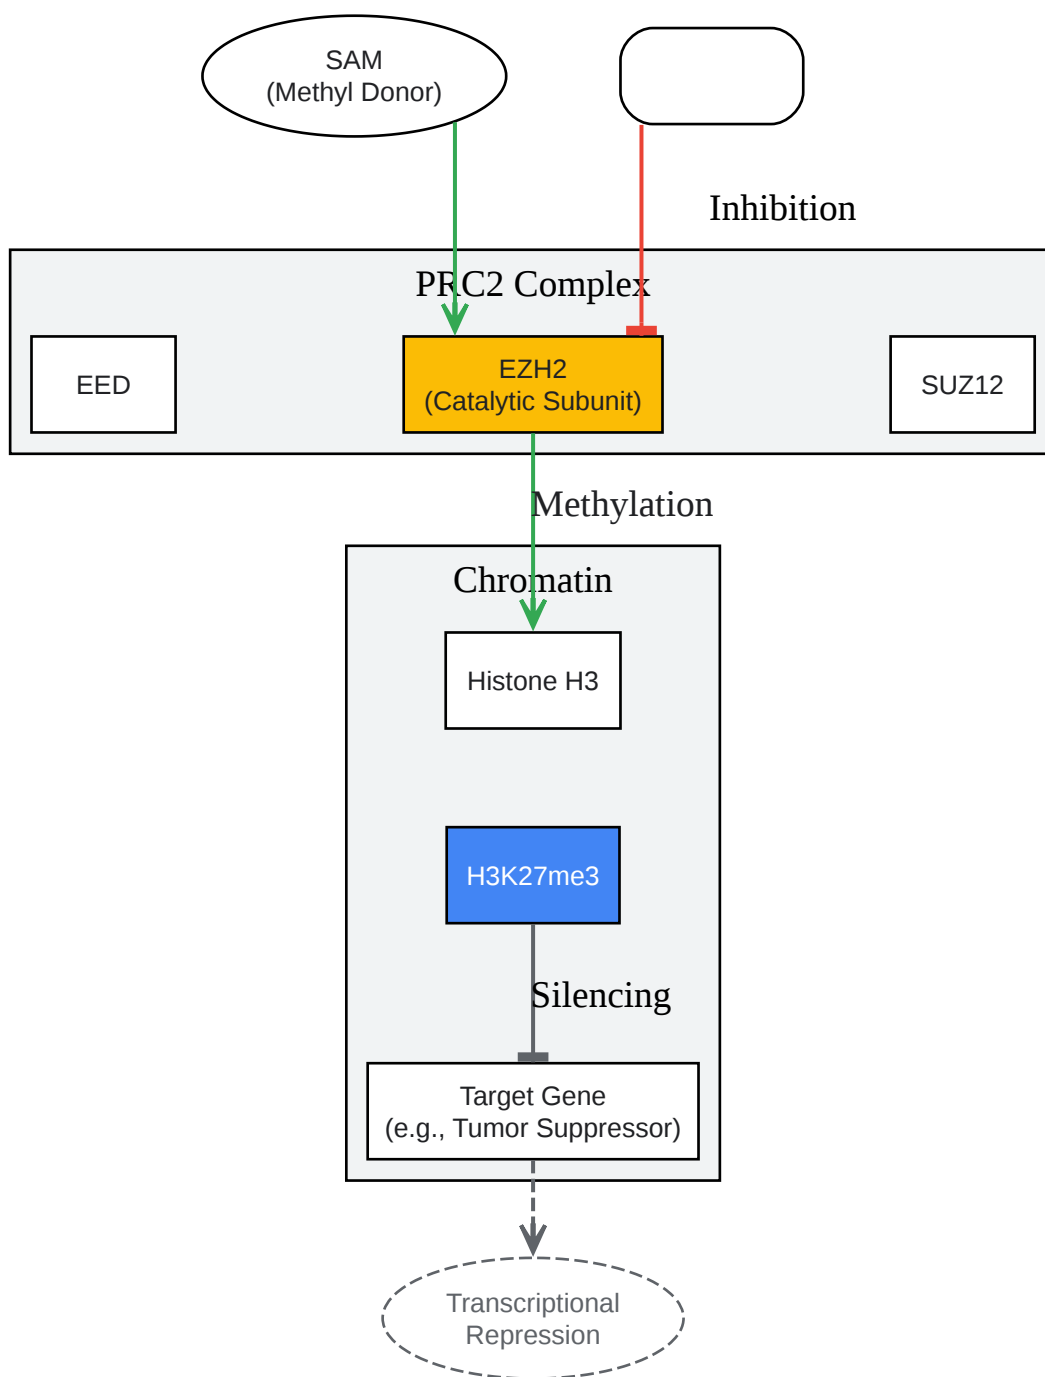 SAM
(Methyl Donor)
Inhibition
PRC2 Complex
EED
EZH2
(Catalytic Subunit)
SUZ12
Methylation
Chromatin
Histone H3
H3K27me3
Silencing
Target Gene
(e.g., Tumor Suppressor)
Transcriptional
Repression